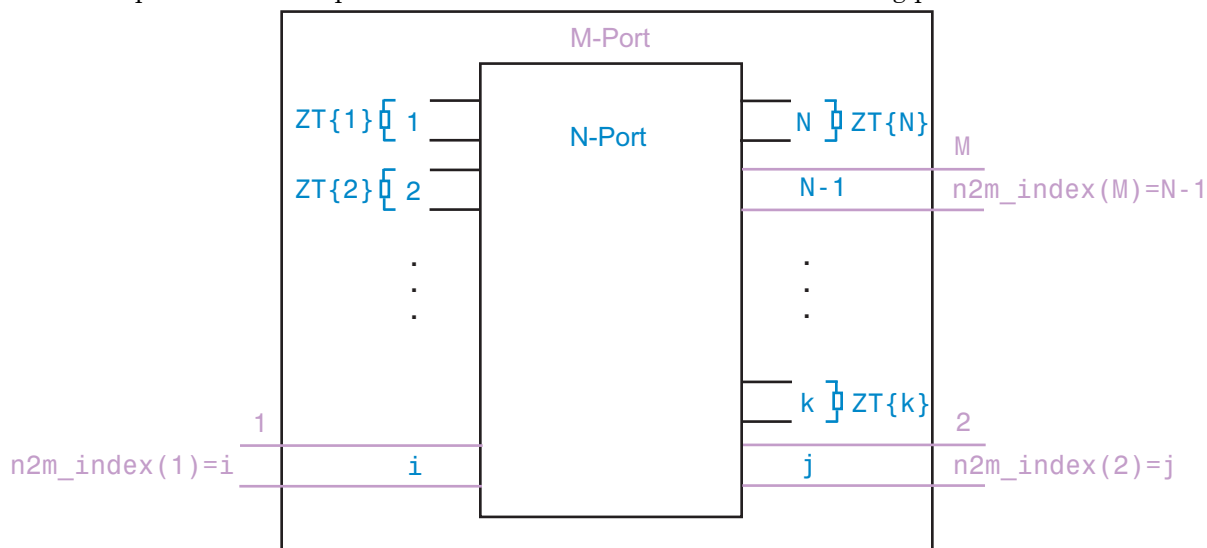 M-Port
N-Port
ZT{1}
1
N
ZT{N}
M
ZT{2}
2
N-1
n2m_index(M)=N-1
.
.
.
.
.
.
k
ZT{k}
1
2
n2m_index(1)=i
i
j
n2m_index(2)=j